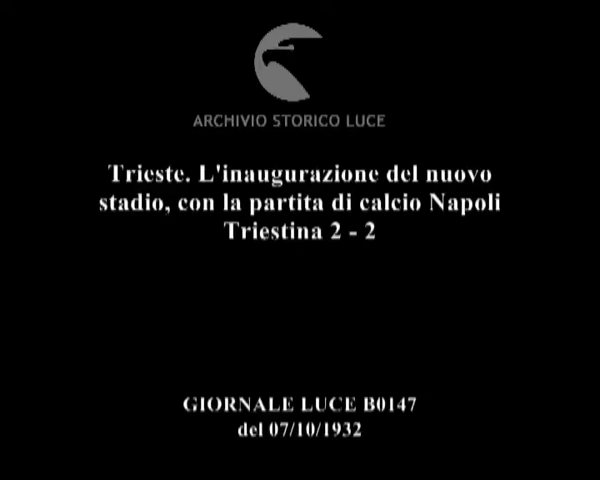 ARCHIVIO STORICO LUCE
Trieste. L'inaugurazione del nuovo
stadio, con la partita di calcio Napoli
Triestina 2 - 2
GIORNALE LUCE B0147
del 07/10/1932